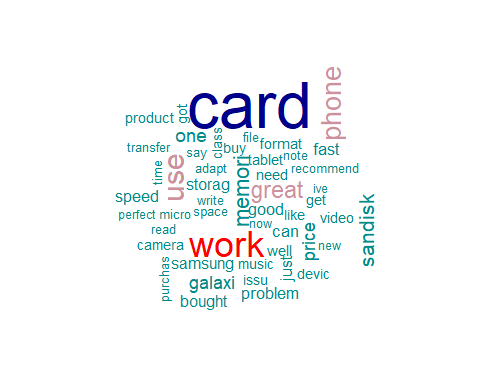 card
phone
product
got
one
class
file
format
fast
transfer
say
buy
tablet
note
time
use
adapt
memori
need
recommend
speed
storag
great
ive
write
get
perfect
micro
space
good
like
video
sandisk
read
now
can
price
camera
work
well
new
purchas
samsung
music
just
devic
galaxi
issu
problem
bought